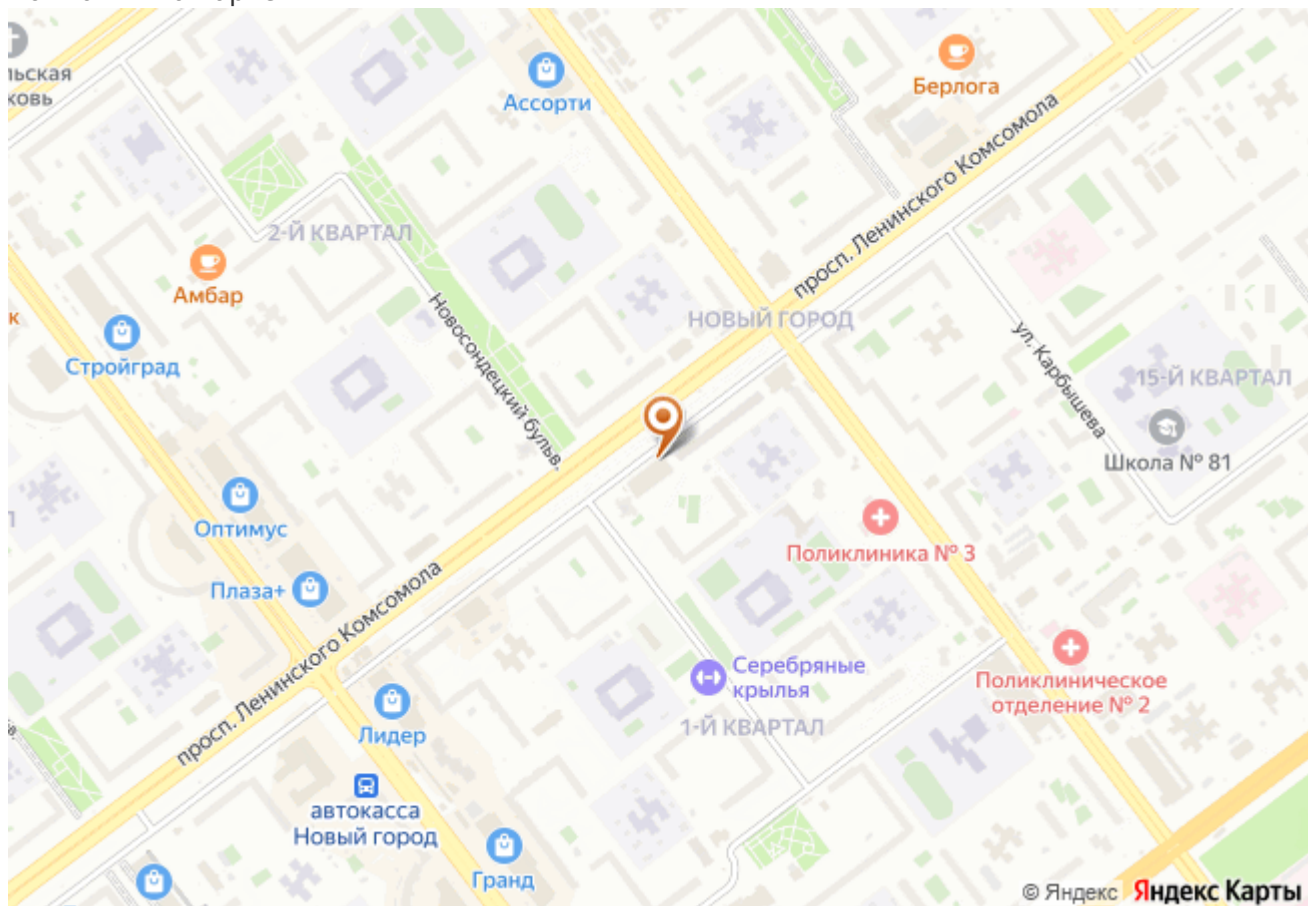 Ассорти
Берлога
просп. Ленинского Комсомола
2-Й КВАРТАЛ
Амбар
Стройград
Новосондецкий бульв.
НОВЫЙ ГОРОД
ул. Карбышева
15-Й КВАРТАЛ
Школа № 81
Оптимус
Поликлиника № 3
Плаза+
просп. Ленинского Комсомола
Серебряные
крылья
Поликлиническое
отделение № 2
1-Й КВАРТАЛ
Лидер
автокасса
Новый город
Гранд
© Яндекс Яндекс Карты